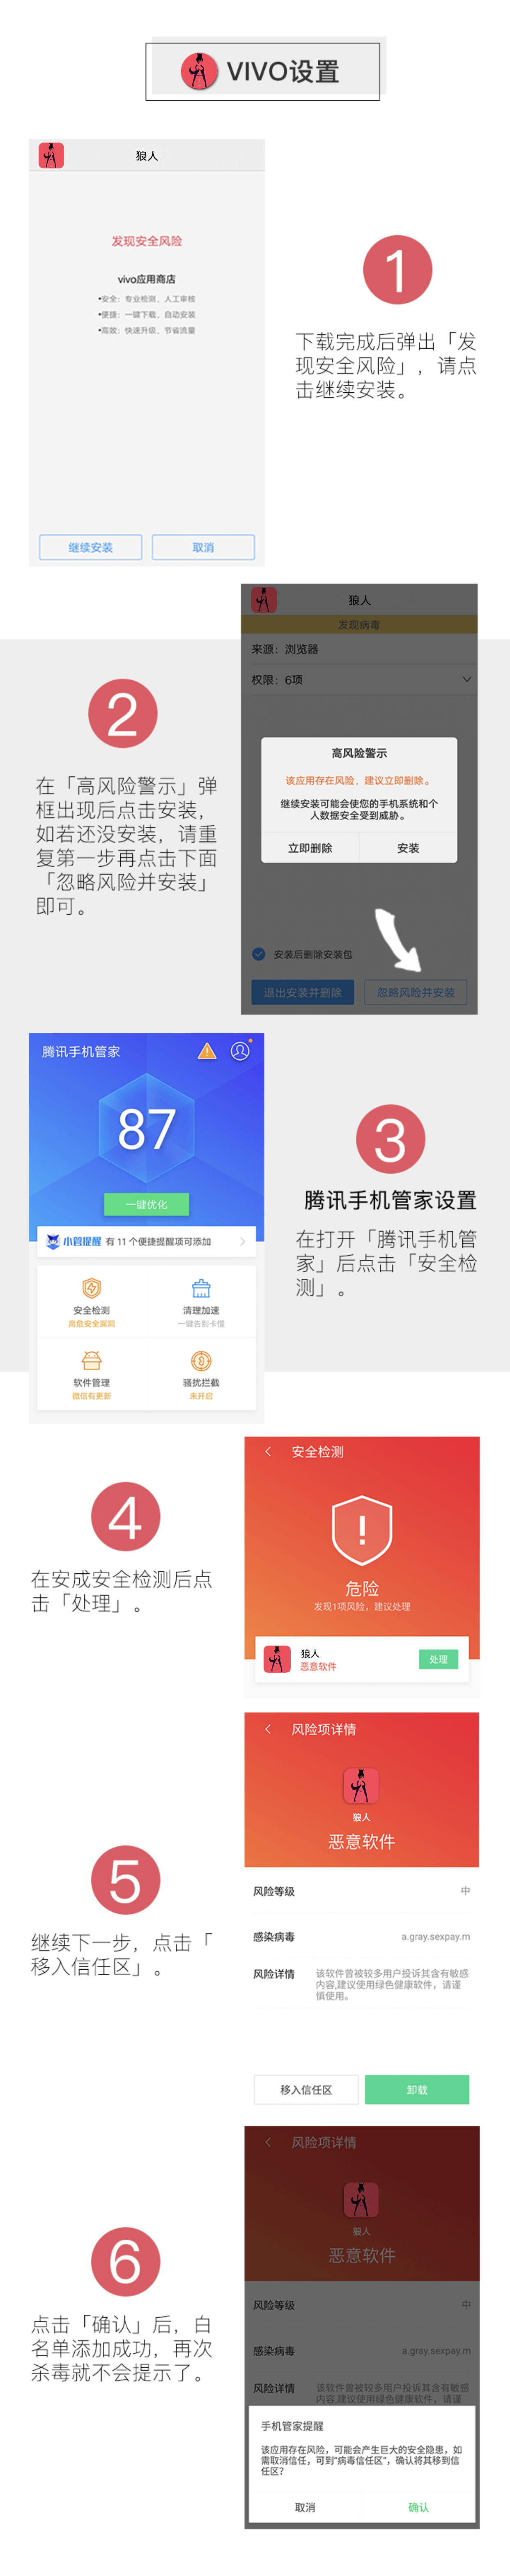 VIVO设置
狼人
发现安全风险
vivo应用商店
•安全：专业检测、人工审核
•便捷：一键下载、自动安装
•高效：快速升级、节省流量
继续安装
取消
1
下载完成后弹出「发
现安全风险」，请点
击继续安装。
2
在「高风险警示」弹
框出现后点击安装，
如若还没安装，请重
复第一步再点击下面
「忽略风险并安装」
即可。
狼人
发现病毒
来源：浏览器
权限：6项
高风险警示
该应用存在风险，建议立即删除。
继续安装可能会使您的手机系统和个
人数据安全受到威胁。
立即删除
安装
安装后删除安装包
退出安装并删除
忽略风险并安装
腾讯手机管家
87
一键优化
小管提醒 有 11 个便捷提醒项可添加
安全检测
高危安全漏洞
清理加速
一键告别卡慢
软件管理
微信有更新
骚扰拦截
未开启
3
腾讯手机管家设置
在打开「腾讯手机管
家」后点击「安全检
测」。
4
在安成安全检测后点
击「处理」。
安全检测
危险
发现1项风险，建议处理
狼人
恶意软件
处理
5
继续下一步，点击「
移入信任区」。
风险项详情
狼人
恶意软件
风险等级
中
感染病毒
a.gray.sexpay.m
风险详情
该软件曾被较多用户投诉其含有敏感
内容,建议使用绿色健康软件，请谨
慎使用。
移入信任区
卸载
6
点击「确认」后，白
名单添加成功，再次
杀毒就不会提示了。
风险项详情
狼人
恶意软件
风险等级
中
感染病毒
a.gray.sexpay.m
风险详情
该软件曾被较多用户投诉其含有敏感
内容,建议使用绿色健康软件，请谨
手机管家提醒
该应用存在风险，可能会产生巨大的安全隐患，如
需取消信任，可到“病毒信任区”，确认将其移到信
任区？
取消
确认